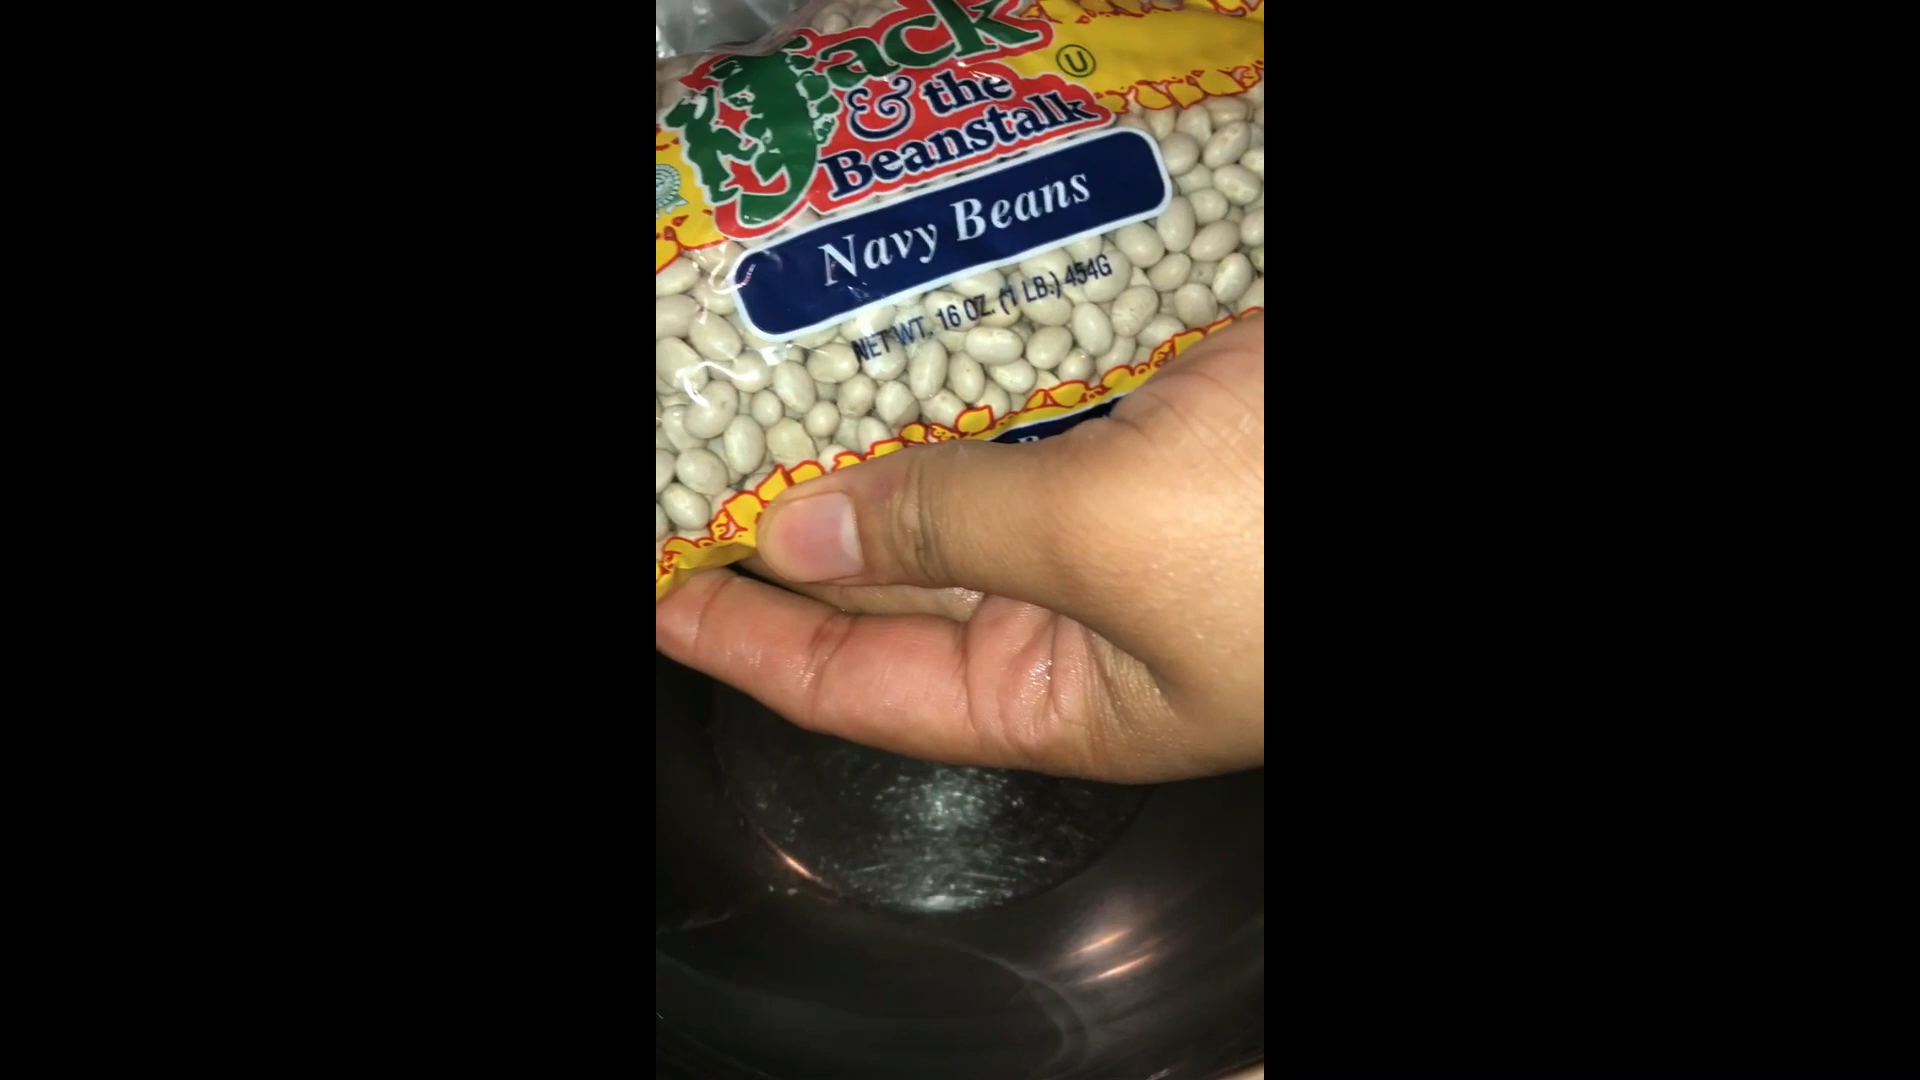 Jack
& the
Beanstalk
U
Navy Beans
NET WT. 16 OZ. (1 LB.) 454G